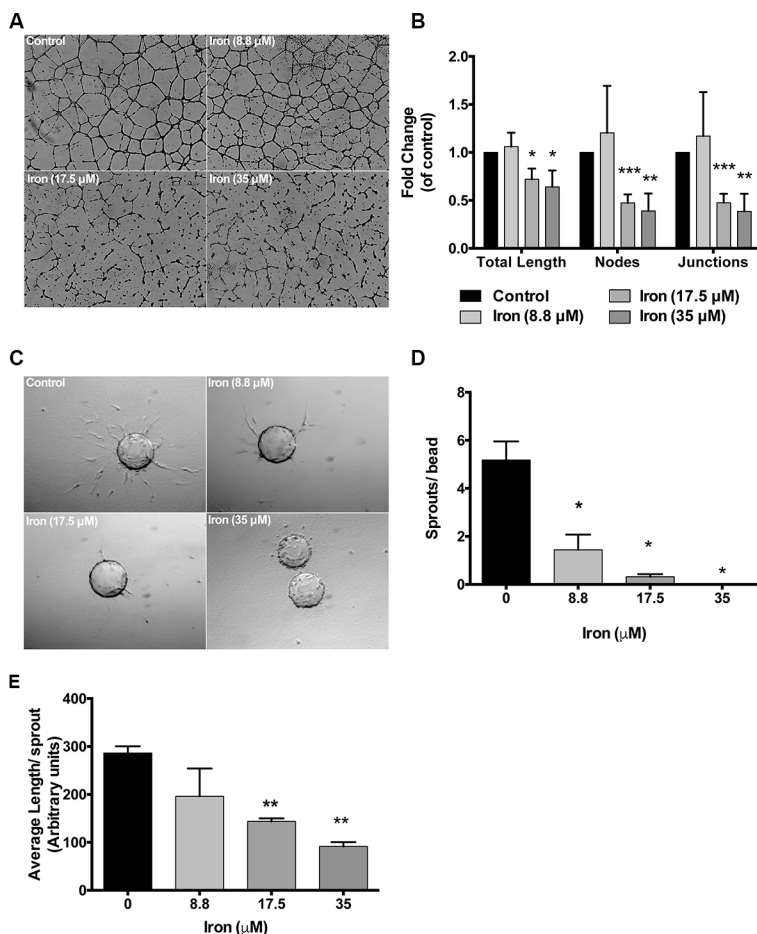 A
Control
Iron (8.8 µM)
Iron (17.5 µM)
Iron (35 µM)
B
Fold Change
(of control)
2.0
1.5
1.0
0.5
0.0
* *
*** **
*** **
Total Length Nodes Junctions
Control
Iron (8.8 µM)
Iron (17.5 µM)
Iron (35 µM)
C
Control
Iron (8.8 µM)
Iron (17.5 µM)
Iron (35 µM)
D
Sprouts/ bead
8
6
4
2
0
* * *
0 8.8 17.5 35
Iron (µM)
E
Average Length/ sprout
(Arbitrary units)
400
300
200
100
0
** **
0 8.8 17.5 35
Iron (µM)